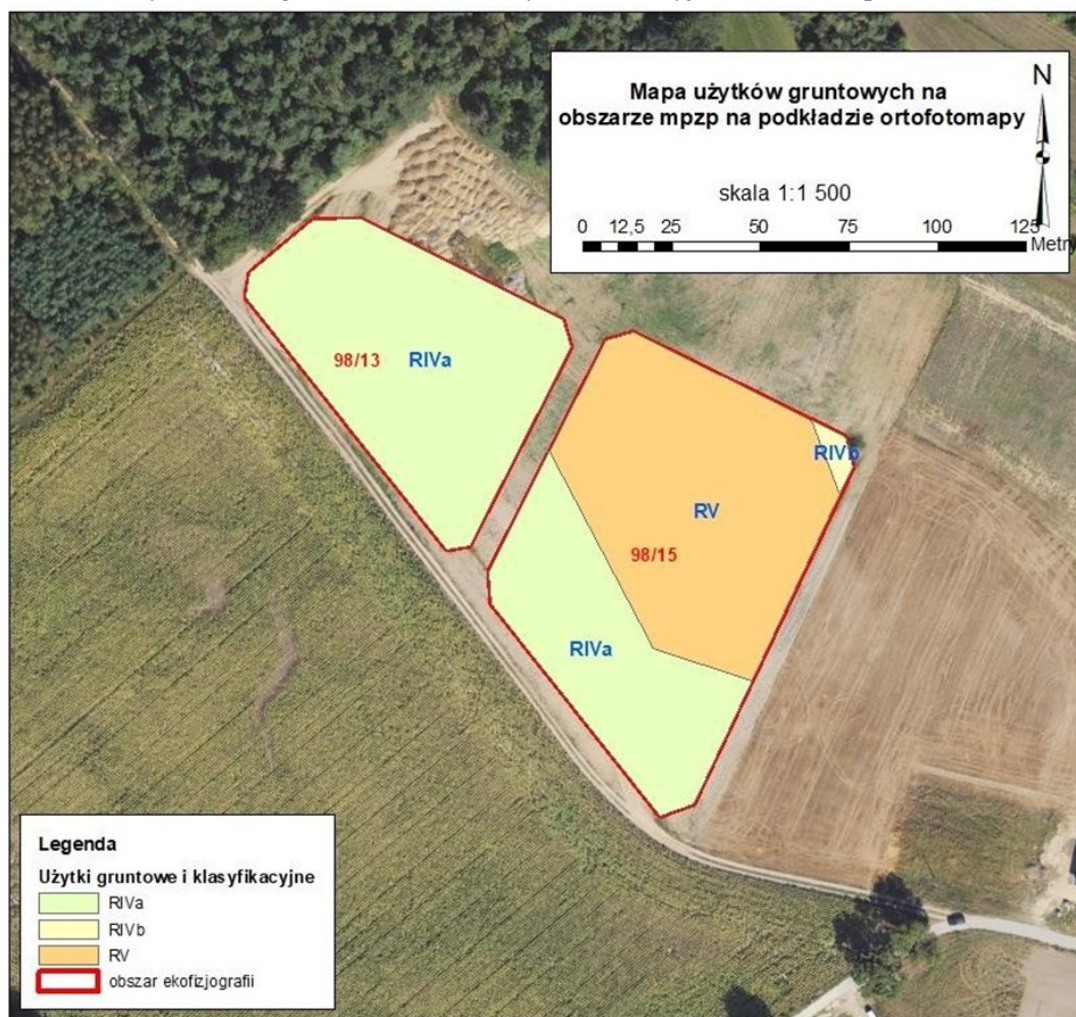 Mapa użytków gruntowych na
obszarze mpzp na podkładzie ortofotomapy
N
skala 1:1 500
0 12,5 25 50 75 100 125
Metry
98/13 RIVa
RIVb
RV
98/15
RIVa
Legenda
Użytki gruntowe i klasyfikacyjne
RIVa
RIVb
RV
obszar ekofizjografii